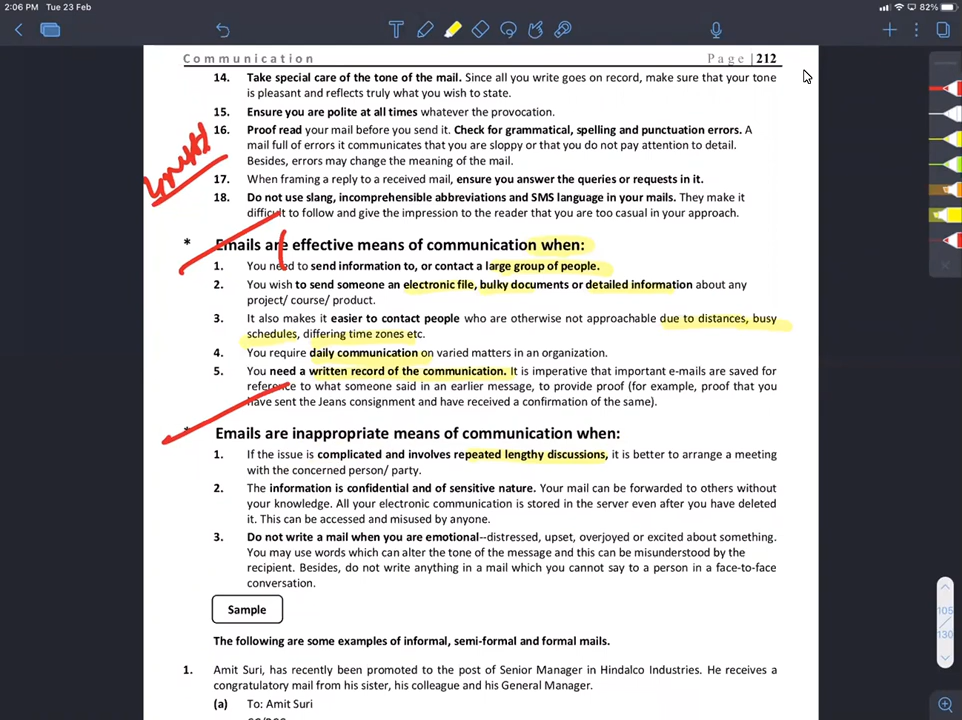 2:06 PM Tue 23 Feb
82%
Communication Page | 212
14. Take special care of the tone of the mail. Since all you write goes on record, make sure that your tone
is pleasant and reflects truly what you wish to state.
15. Ensure you are polite at all times whatever the provocation.
16. Proof read your mail before you send it. Check for grammatical, spelling and punctuation errors. A
mail full of errors it communicates that you are sloppy or that you do not pay attention to detail.
Besides, errors may change the meaning of the mail.
17. When framing a reply to a received mail, ensure you answer the queries or requests in it.
18. Do not use slang, incomprehensible abbreviations and SMS language in your mails. They make it
difficult to follow and give the impression to the reader that you are too casual in your approach.
* Emails are effective means of communication when:
1. You need to send information to, or contact a large group of people.
2. You wish to send someone an electronic file, bulky documents or detailed information about any
project/ course/ product.
3. It also makes it easier to contact people who are otherwise not approachable due to distances, busy
schedules, differing time zones etc.
4. You require daily communication on varied matters in an organization.
5. You need a written record of the communication. It is imperative that important e-mails are saved for
reference to what someone said in an earlier message, to provide proof (for example, proof that you
have sent the Jeans consignment and have received a confirmation of the same).
* Emails are inappropriate means of communication when:
1. If the issue is complicated and involves repeated lengthy discussions, it is better to arrange a meeting
with the concerned person/ party.
2. The information is confidential and of sensitive nature. Your mail can be forwarded to others without
your knowledge. All your electronic communication is stored in the server even after you have deleted
it. This can be accessed and misused by anyone.
3. Do not write a mail when you are emotional--distressed, upset, overjoyed or excited about something.
You may use words which can alter the tone of the message and this can be misunderstood by the
recipient. Besides, do not write anything in a mail which you cannot say to a person in a face-to-face
conversation.
Sample
The following are some examples of informal, semi-formal and formal mails.
1. Amit Suri, has recently been promoted to the post of Senior Manager in Hindalco Industries. He receives a
congratulatory mail from his sister, his colleague and his General Manager.
(a) To: Amit Suri
105
/
130